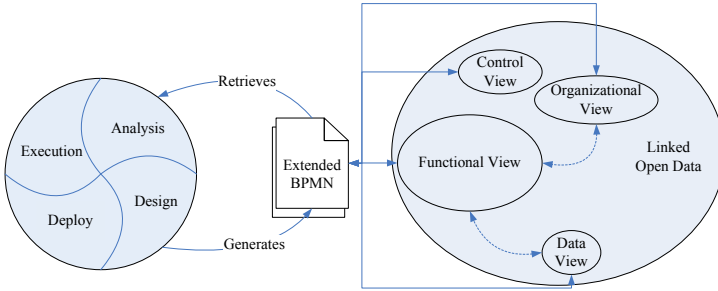 Retrieves
Execution
Analysis
Deploy
Design
Generates
Extended
BPMN
Control
View
Organizational
View
Functional View
Linked
Open Data
Data
View